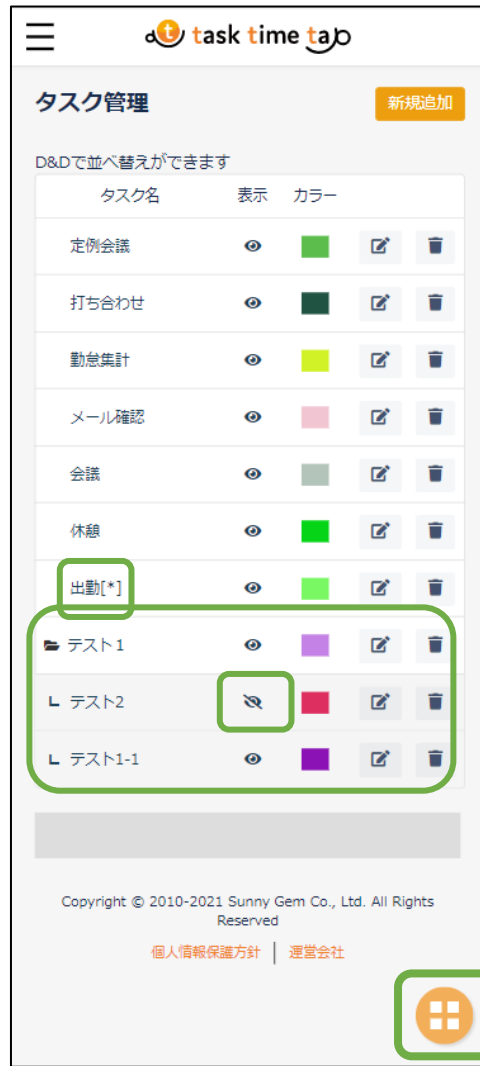 task time tap
タスク管理
新規追加
D&Dで並べ替えができます
タスク名 表示 カラー
定例会議
打ち合わせ
勤怠集計
メール確認
会議
休憩
出勤[*]
テスト1
テスト2
テスト1-1
Copyright © 2010-2021 Sunny Gem Co., Ltd. All Rights
Reserved
個人情報保護方針 | 運営会社